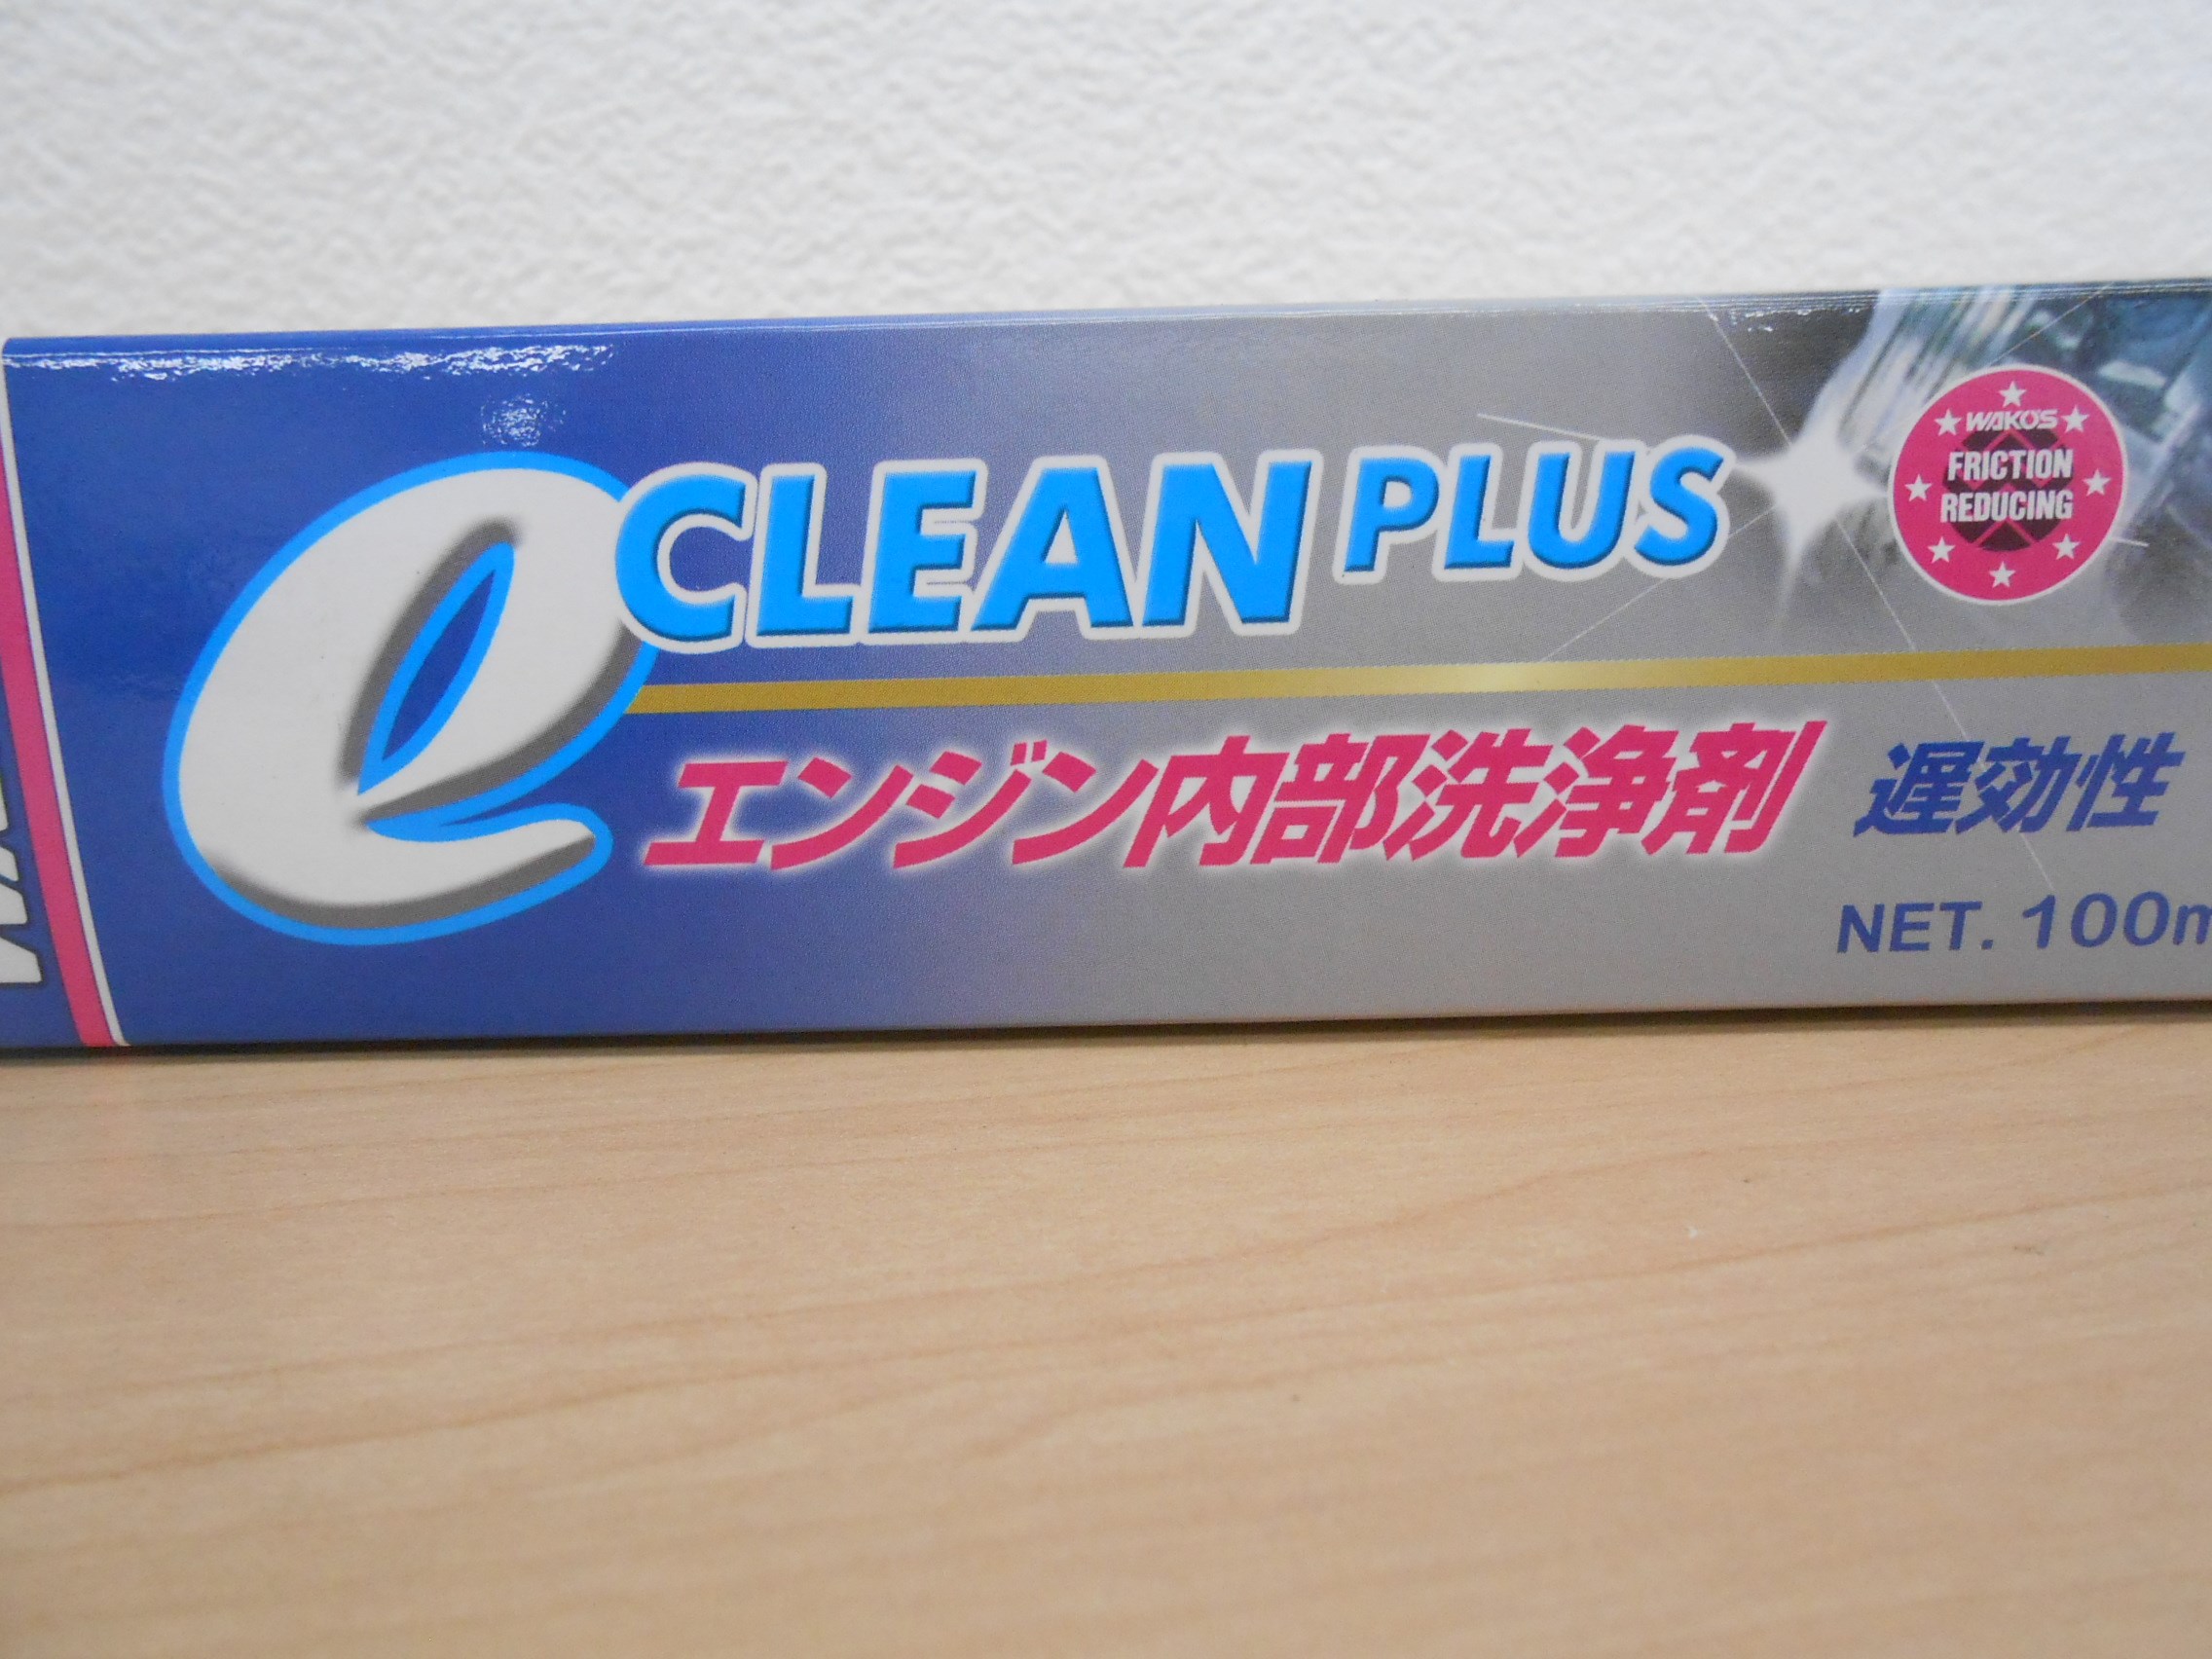 e CLEAN PLUS
WAKO'S
FRICTION
REDUCING
エンジン内部洗浄剤 遅効性
NET. 100m